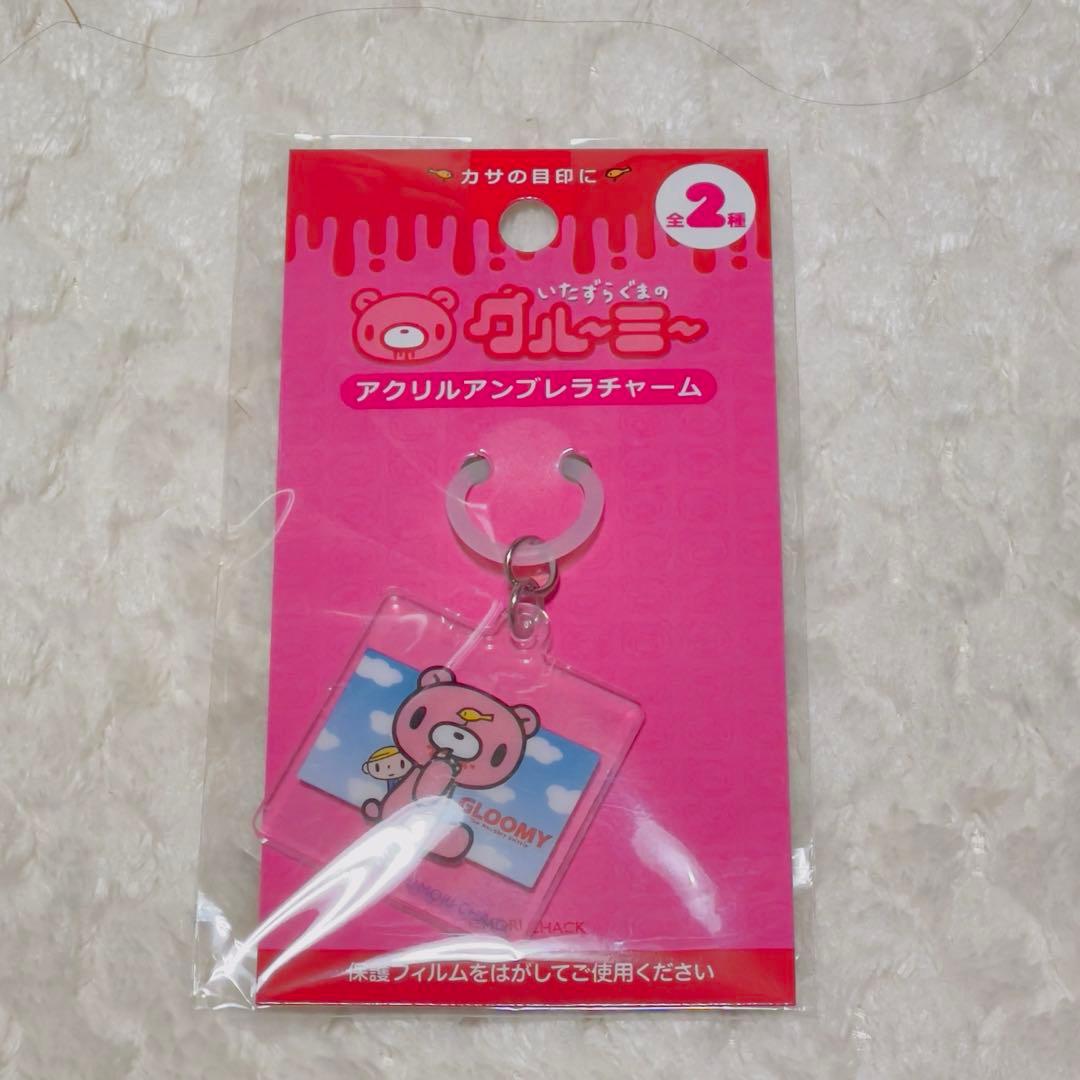 カサの目印に
全2種
いたずらぐまの
グル〜ミ〜
アクリルアンブレラチャーム
GLOOMY
CHACK
保護フィルムをはがしてご使用ください